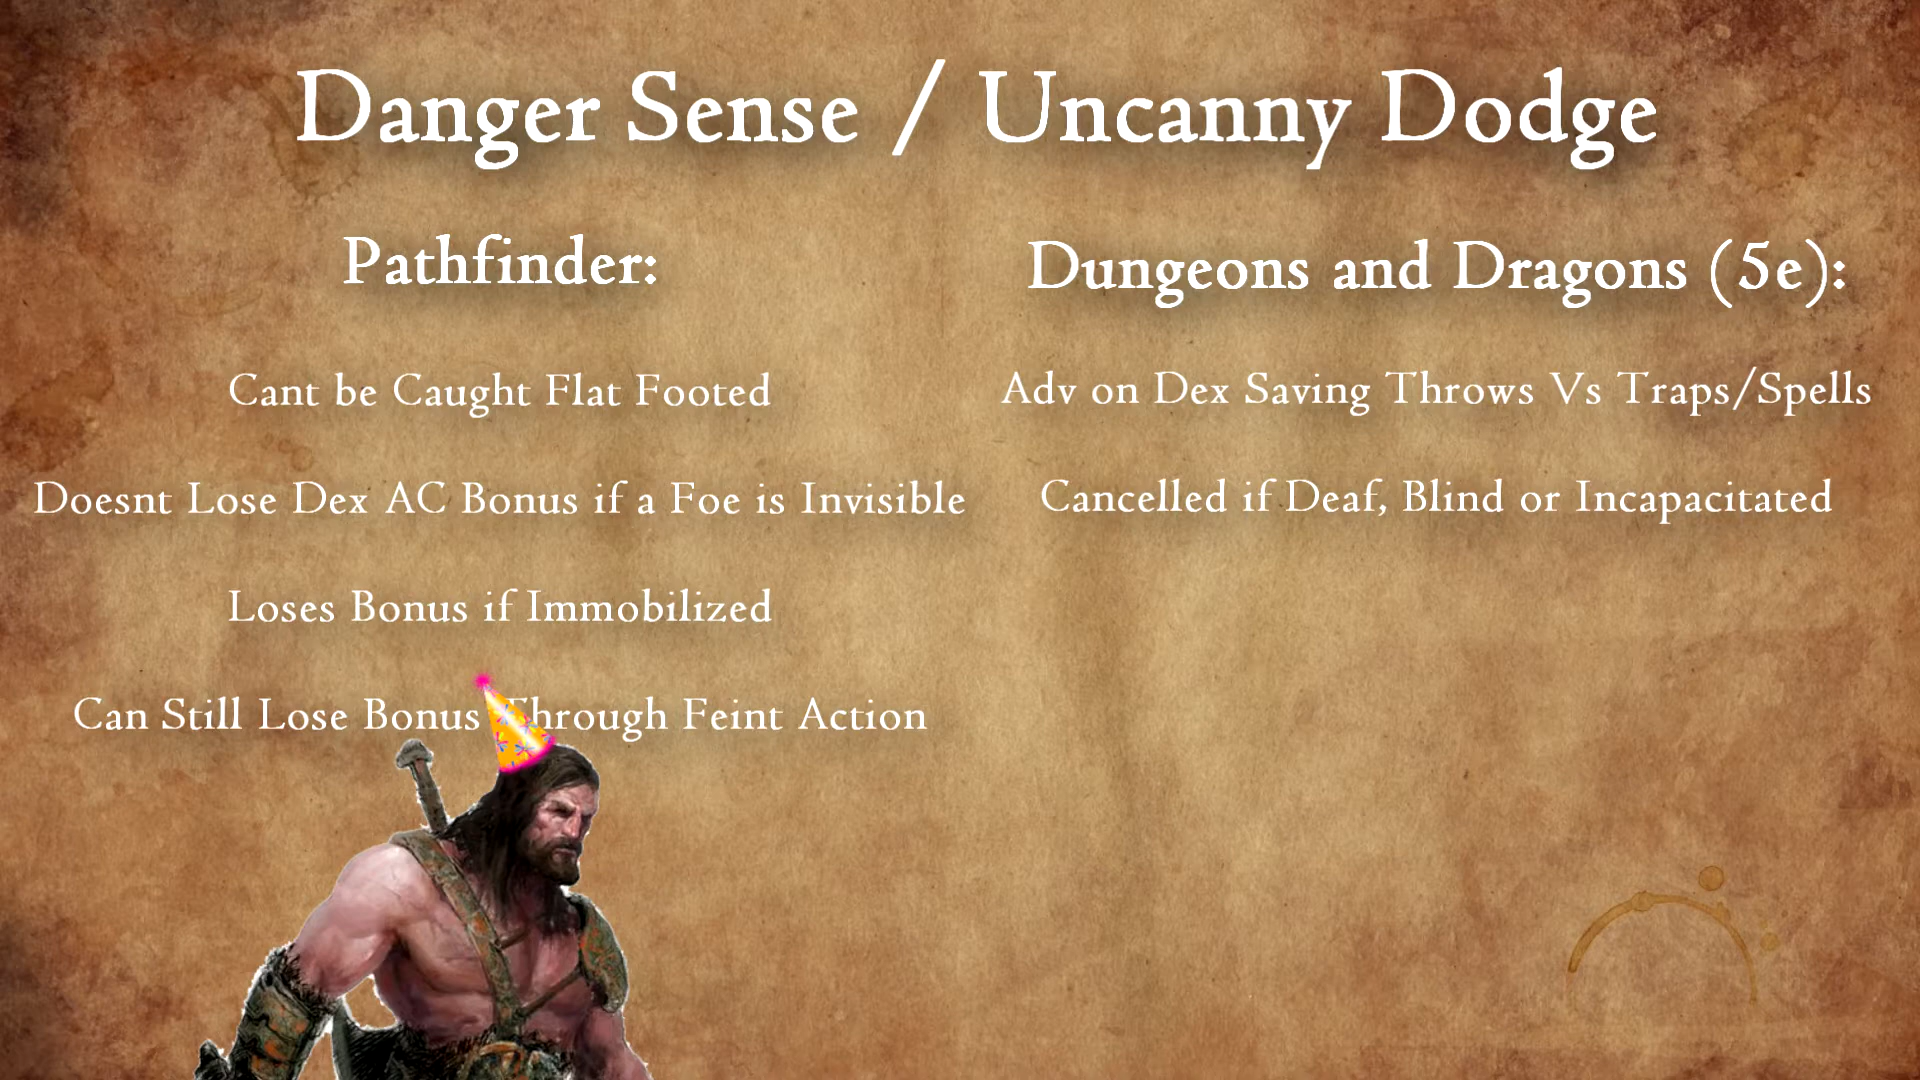 Danger Sense / Uncanny Dodge
Pathfinder:
Cant be Caught Flat Footed
Doesnt Lose Dex AC Bonus if a Foe is Invisible
Loses Bonus if Immobilized
Can Still Lose Bonus Through Feint Action
Dungeons and Dragons (5e):
Adv on Dex Saving Throws Vs Traps/Spells
Cancelled if Deaf, Blind or Incapacitated